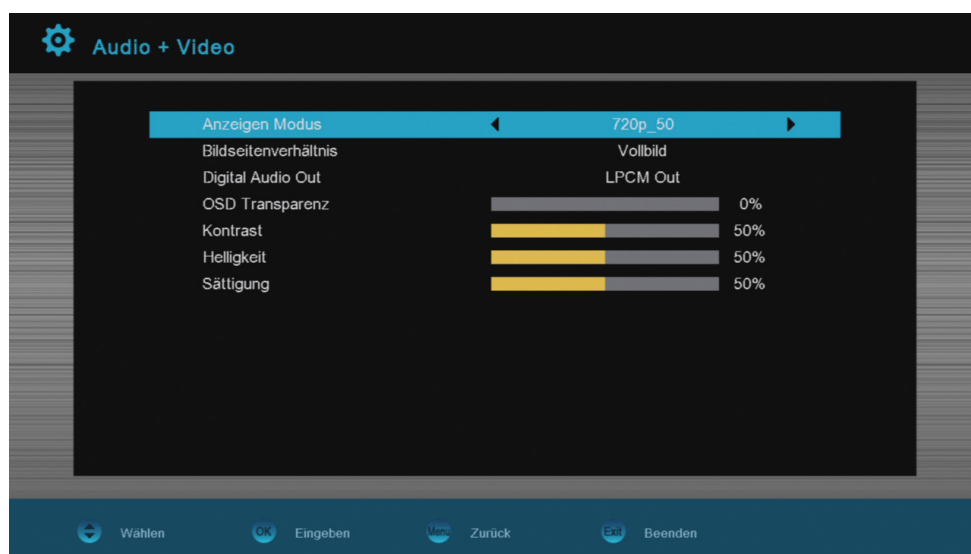 Audio + Video
Anzeigen Modus 720p_50
Bildseitenverhältnis Vollbild
Digital Audio Out LPCM Out
OSD Transparenz 0%
Kontrast 50%
Helligkeit 50%
Sättigung 50%
Wählen OK Eingeben Menu Zurück Exit Beenden